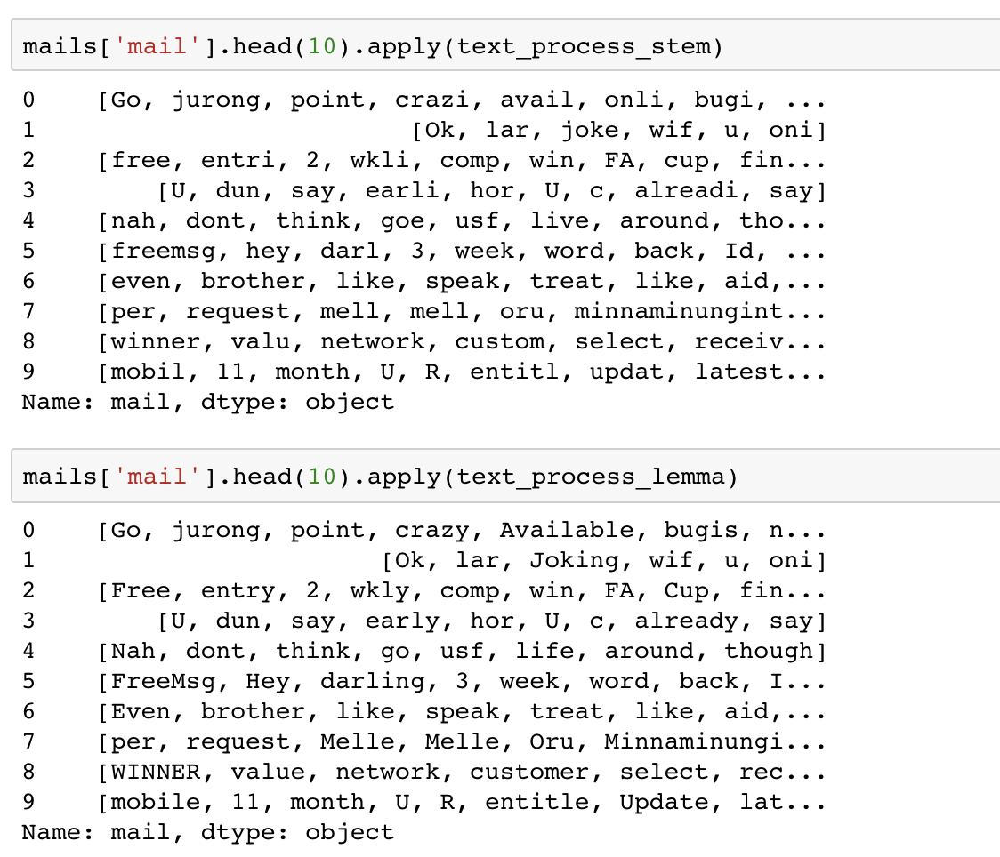 mails['mail'].head(10).apply(text_process_stem)
0 [Go, jurong, point, crazi, avail, onli, bugi, ...
1 [Ok, lar, joke, wif, u, oni]
2 [free, entri, 2, wkli, comp, win, FA, cup, fin...
3 [U, dun, say, earli, hor, U, c, alreadi, say]
4 [nah, dont, think, goe, usf, live, around, tho...
5 [freemsg, hey, darl, 3, week, word, back, Id, ...
6 [even, brother, like, speak, treat, like, aid,...
7 [per, request, mell, mell, oru, minnaminungint...
8 [winner, valu, network, custom, select, receiv...
9 [mobil, 11, month, U, R, entitl, updat, latest...
Name: mail, dtype: object
mails['mail'].head(10).apply(text_process_lemma)
0 [Go, jurong, point, crazy, Available, bugis, n...
1 [Ok, lar, Joking, wif, u, oni]
2 [Free, entry, 2, wkly, comp, win, FA, Cup, fin...
3 [U, dun, say, early, hor, U, c, already, say]
4 [Nah, dont, think, go, usf, life, around, though]
5 [FreeMsg, Hey, darling, 3, week, word, back, I...
6 [Even, brother, like, speak, treat, like, aid,...
7 [per, request, Melle, Melle, Oru, Minnaminungi...
8 [WINNER, value, network, customer, select, rec...
9 [mobile, 11, month, U, R, entitle, Update, lat...
Name: mail, dtype: object